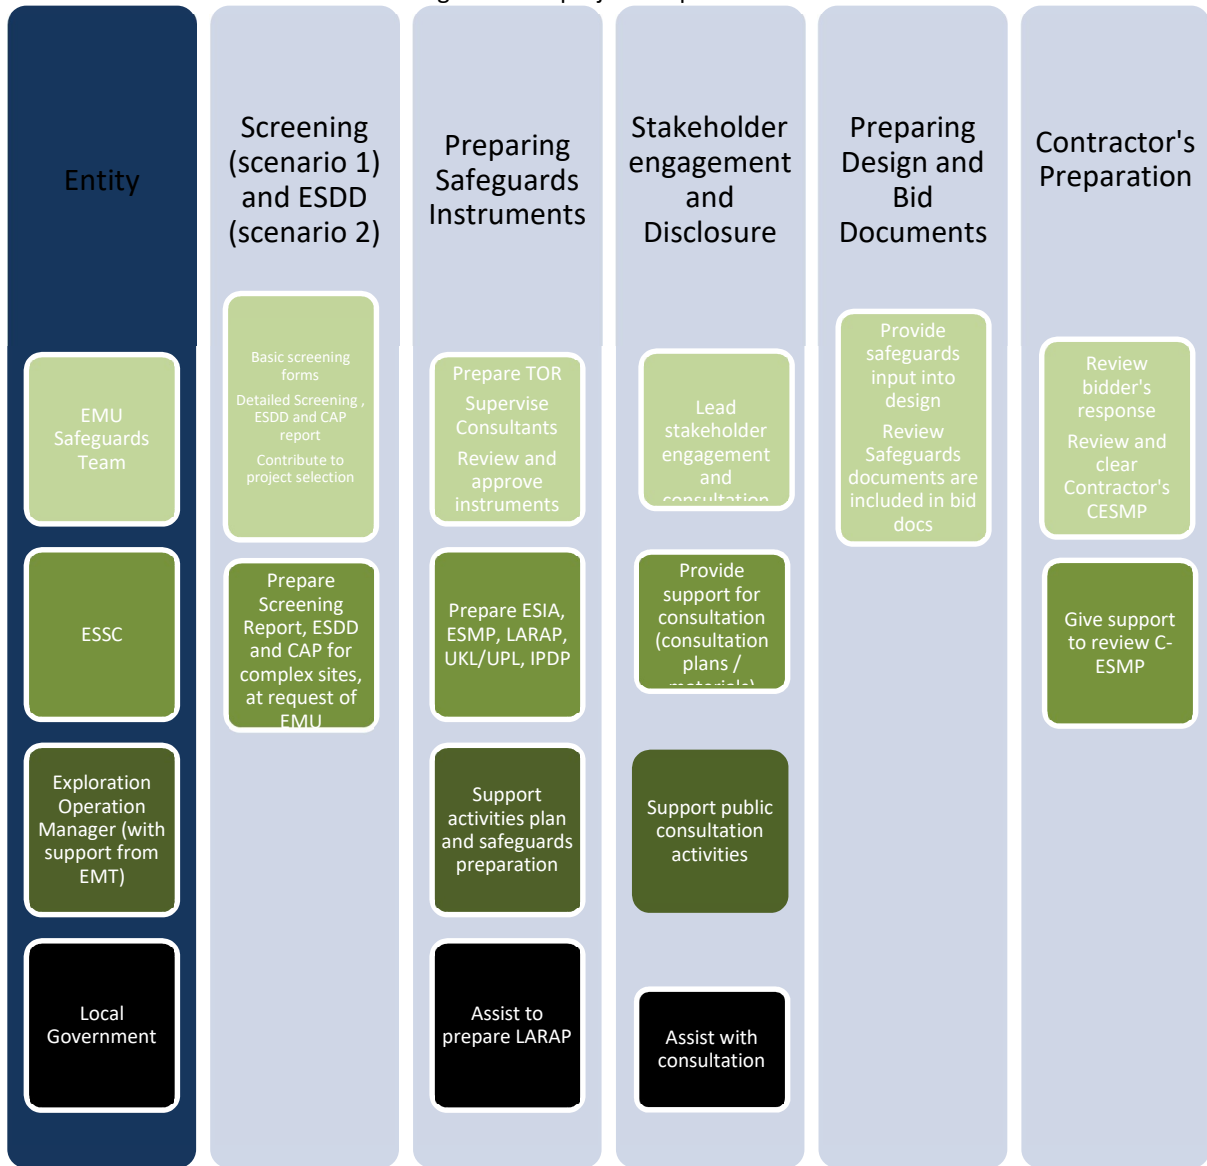 Entity
Screening
(scenario 1)
and ESDD
(scenario 2)
Preparing
Safeguards
Instruments
Stakeholder
engagement
and
Disclosure
Preparing
Design and
Bid
Documents
Contractor's
Preparation
EMU
Safeguards
Team
Basic screening
forms
Detailed Screening ,
ESDD and CAP
report
Contribute to
project selection
Prepare TOR
Supervise
Consultants
Review and
approve
instruments
Lead
stakeholder
engagement
and
consultation
Provide
safeguards
input into
design
Review
Safeguards
documents are
included in bid
docs
Review
bidder's
response
Review and
clear
Contractor's
CESMP
ESSC
Prepare
Screening
Report, ESDD
and CAP for
complex sites,
at request of
EMU
Prepare ESIA,
ESMP, LARAP,
UKL/UPL, IPDP
Provide
support for
consultation
(consultation
plans /
materials)
Give support
to review C-
ESMP
Exploration
Operation
Manager (with
support from
EMT)
Support
activities plan
and safeguards
preparation
Support public
consultation
activities
Local
Government
Assist to
prepare LARAP
Assist with
consultation